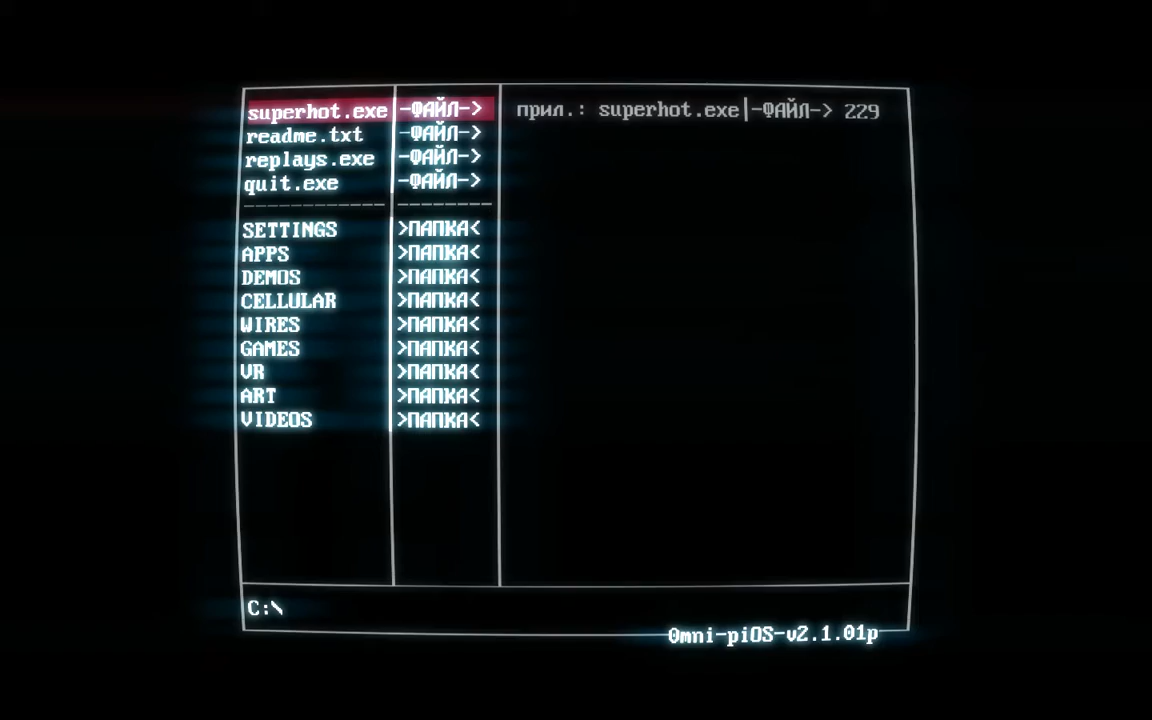 superhot.exe -ФАЙЛ-> прил.: superhot.exe|-ФАЙЛ-> 229
readme.txt -ФАЙЛ->
replays.exe -ФАЙЛ->
quit.exe -ФАЙЛ->
SETTINGS >ПАПКА<
APPS >ПАПКА<
DEMOS >ПАПКА<
CELLULAR >ПАПКА<
WIRES >ПАПКА<
GAMES >ПАПКА<
VR >ПАПКА<
ART >ПАПКА<
VIDEOS >ПАПКА<
C:\
0mni-piOS-v2.1.01p